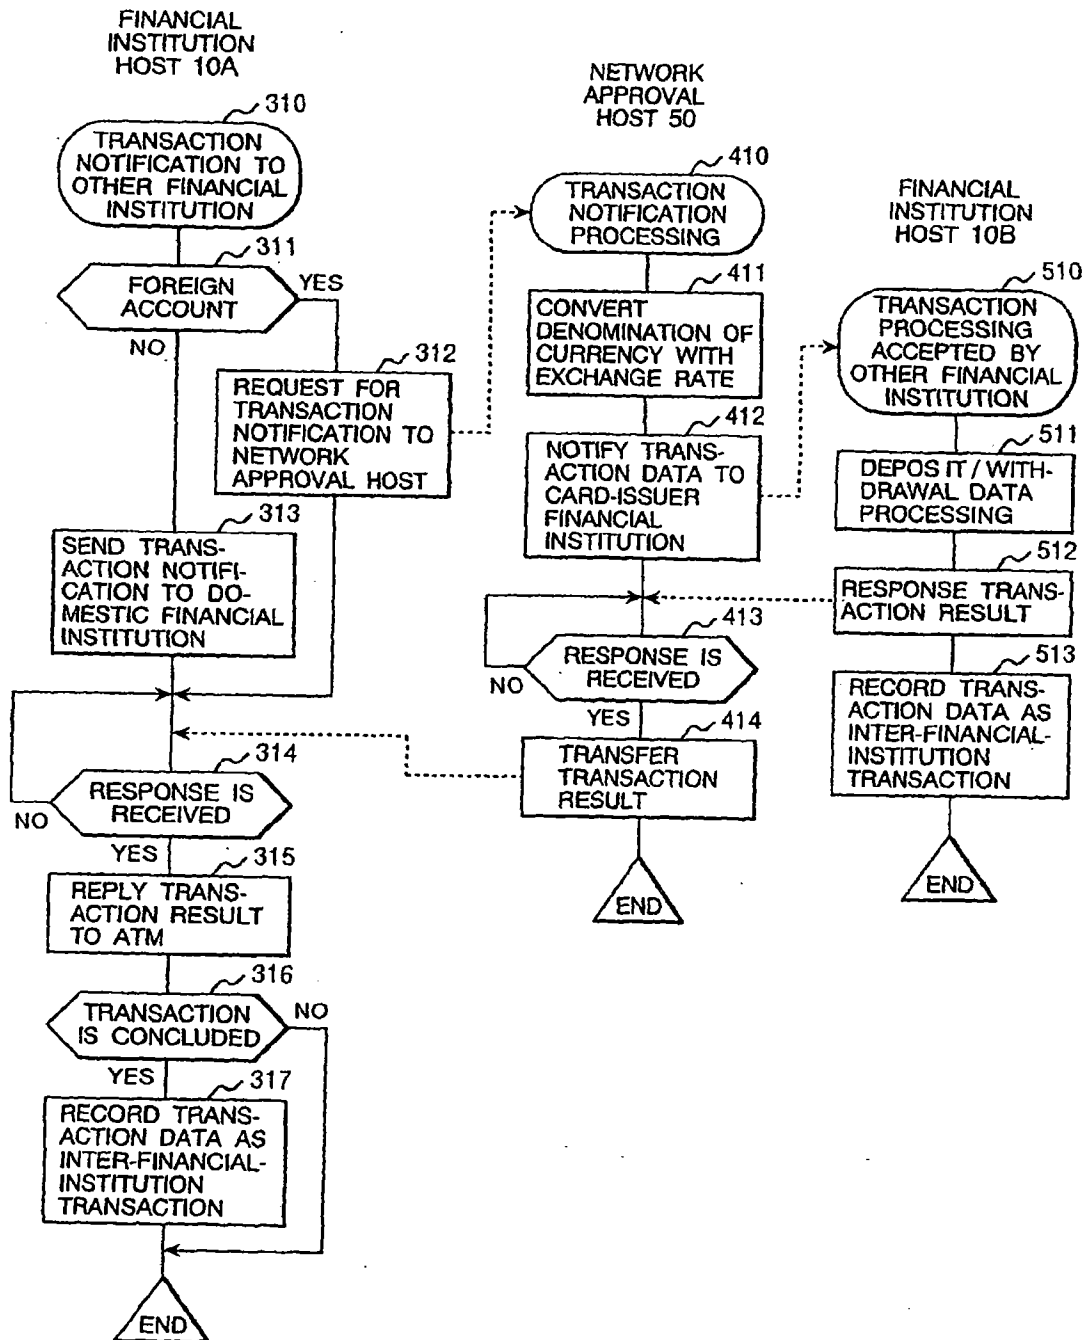 FINANCIAL
INSTITUTION
HOST 10A
310
TRANSACTION
NOTIFICATION TO
OTHER FINANCIAL
INSTITUTION
311
FOREIGN
ACCOUNT
YES
NO
312
REQUEST FOR
TRANSACTION
NOTIFICATION TO
NETWORK
APPROVAL HOST
313
SEND TRANS-
ACTION NOTIFI-
CATION TO DO-
MESTIC FINANCIAL
INSTITUTION
314
RESPONSE IS
RECEIVED
NO
YES
315
REPLY TRANS-
ACTION RESULT
TO ATM
316
TRANSACTION
IS CONCLUDED
NO
YES
317
RECORD TRANS-
ACTION DATA AS
INTER-FINANCIAL-
INSTITUTION
TRANSACTION
END
NETWORK
APPROVAL
HOST 50
410
TRANSACTION
NOTIFICATION
PROCESSING
411
CONVERT
DENOMINATION OF
CURRENCY WITH
EXCHANGE RATE
412
NOTIFY TRANS-
ACTION DATA TO
CARD-ISSUER
FINANCIAL
INSTITUTION
413
RESPONSE IS
RECEIVED
NO
YES
414
TRANSFER
TRANSACTION
RESULT
END
FINANCIAL
INSTITUTION
HOST 10B
510
TRANSACTION
PROCESSING
ACCEPTED BY
OTHER FINANCIAL
INSTITUTION
511
DEPOSIT/WITH-
DRAWAL DATA
PROCESSING
512
RESPONSE TRANS-
ACTION RESULT
513
RECORD TRANS-
ACTION DATA AS
INTER-FINANCIAL-
INSTITUTION
TRANSACTION
END